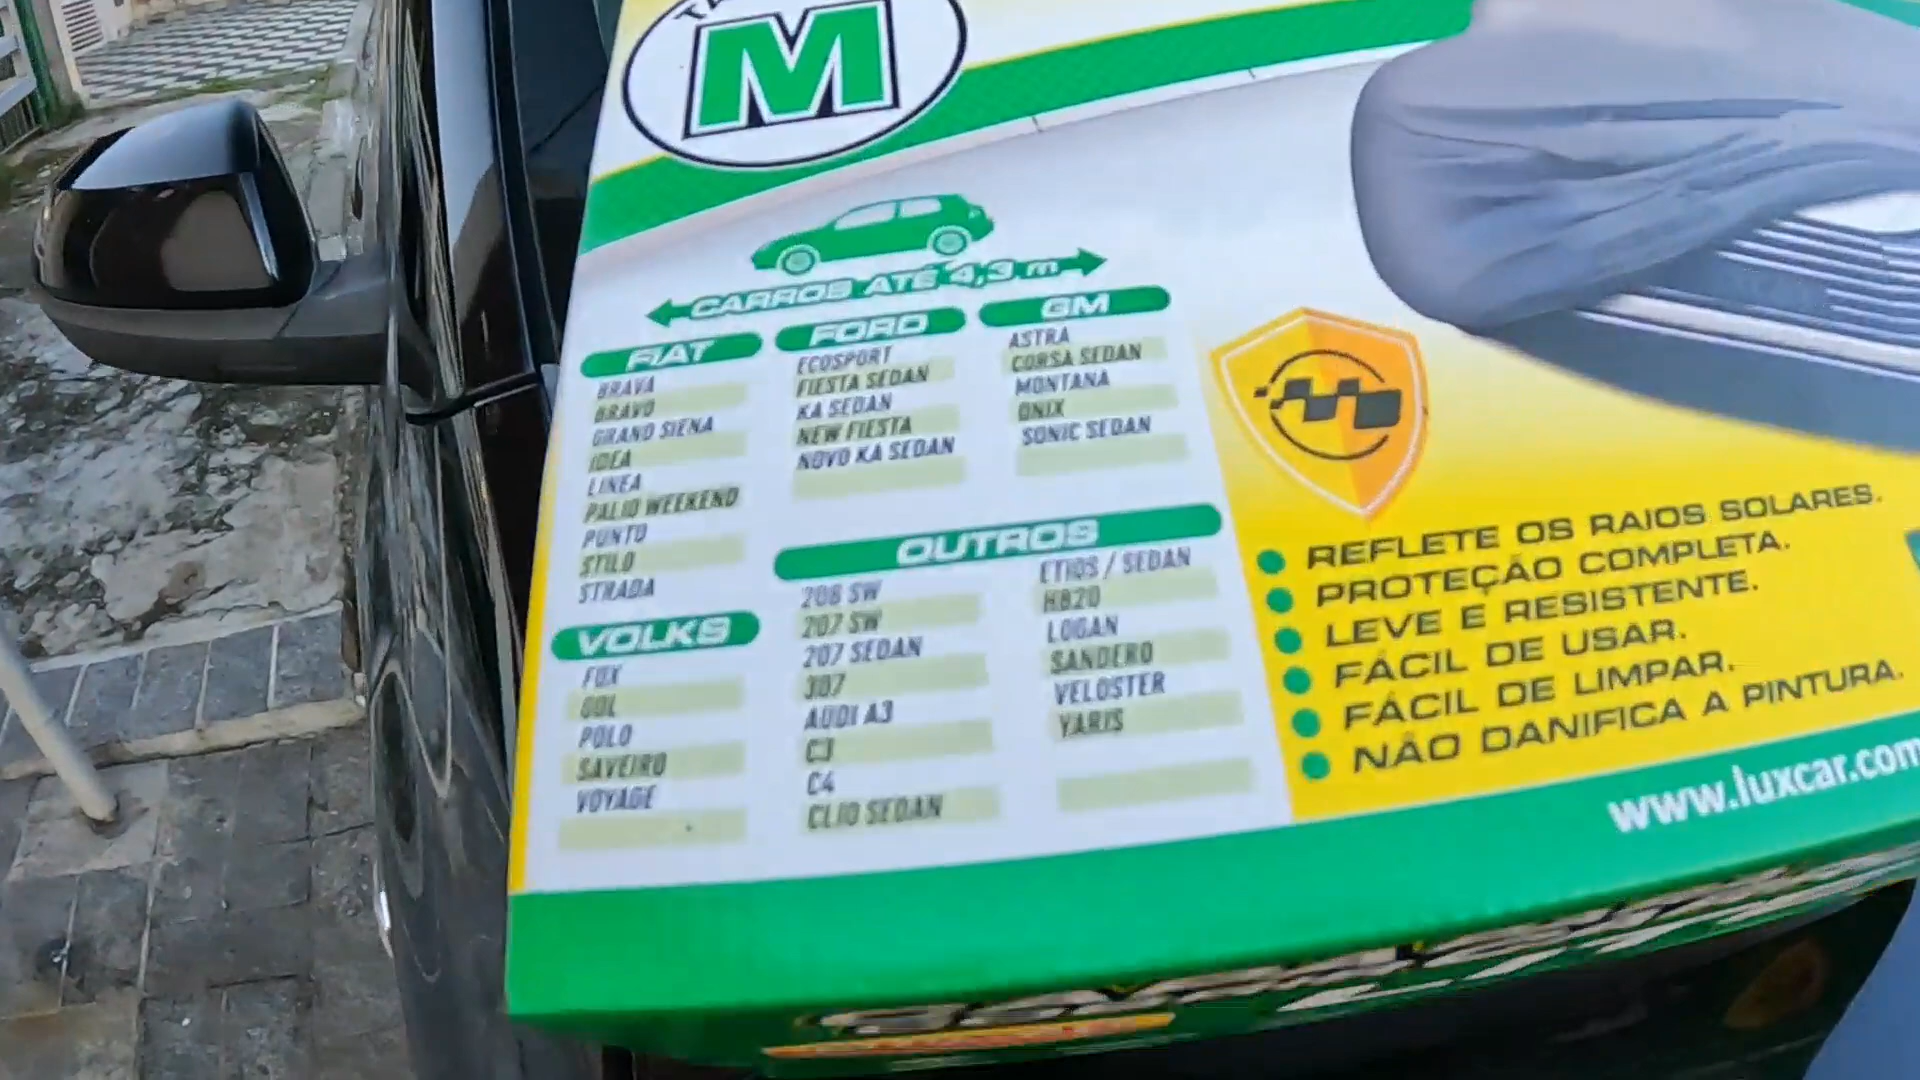 M
CARROS ATÉ 4,3 m
FIAT
BRAVA
BRAVO
GRAND SIENA
IDEA
LINEA
PALIO WEEKEND
PUNTO
STILO
STRADA
VOLKS
FOX
GOL
POLO
SAVEIRO
VOYAGE
FORD
ECOSPORT
FIESTA SEDAN
KA SEDAN
NEW FIESTA
NOVO KA SEDAN
GM
ASTRA
CORSA SEDAN
MONTANA
ONIX
SONIC SEDAN
OUTROS
206 SW
207 SW
207 SEDAN
307
AUDI A3
C3
C4
CLIO SEDAN
ETIOS / SEDAN
HB20
LOGAN
SANDERO
VELOSTER
YARIS
REFLETE OS RAIOS SOLARES.
PROTEÇÃO COMPLETA.
LEVE E RESISTENTE.
FÁCIL DE USAR.
FÁCIL DE LIMPAR.
NÃO DANIFICA A PINTURA.
www.luxcar.com